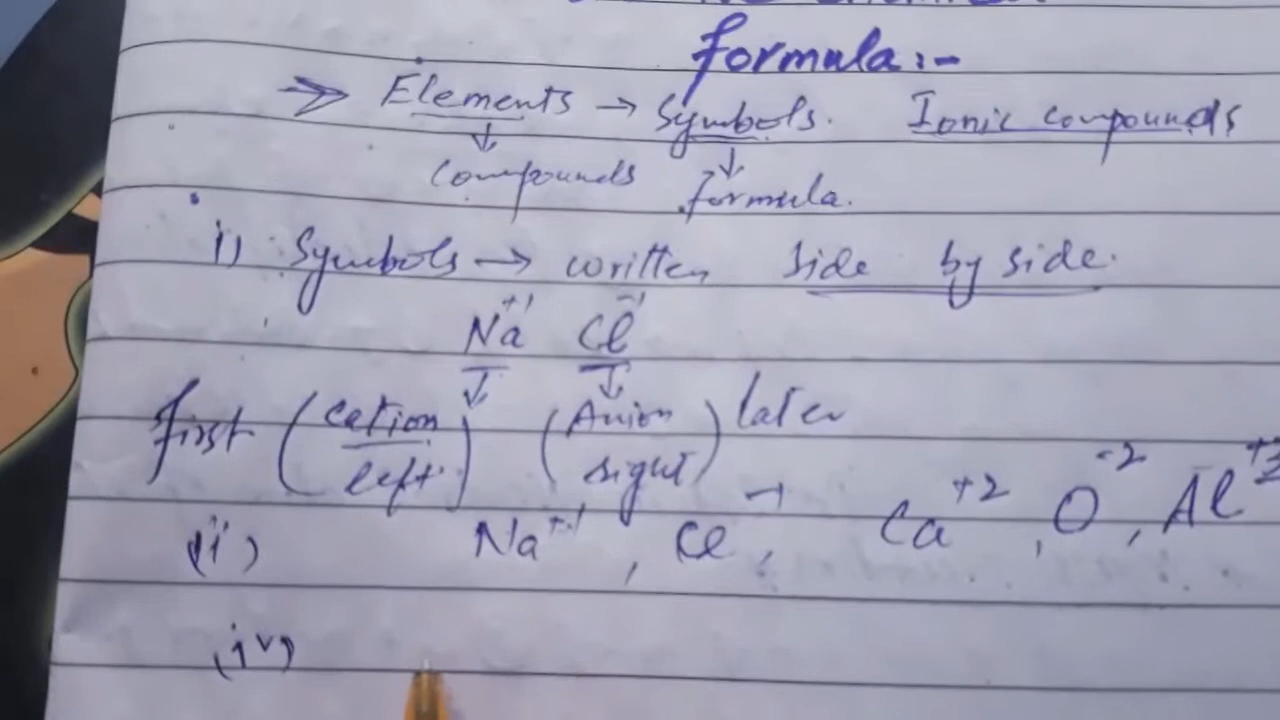 formula:-
⇒ Elements → Symbols. Ionic compounds
↓ ↓
Compounds formula.
i) Symbols → written side by side.
Na⁺¹ Cl⁻¹
↓ ↓
first (Cation left) (Anion right) later
(ii) Na⁺¹, Cl⁻¹, Ca⁺², O⁻², Al⁺³
(iv)